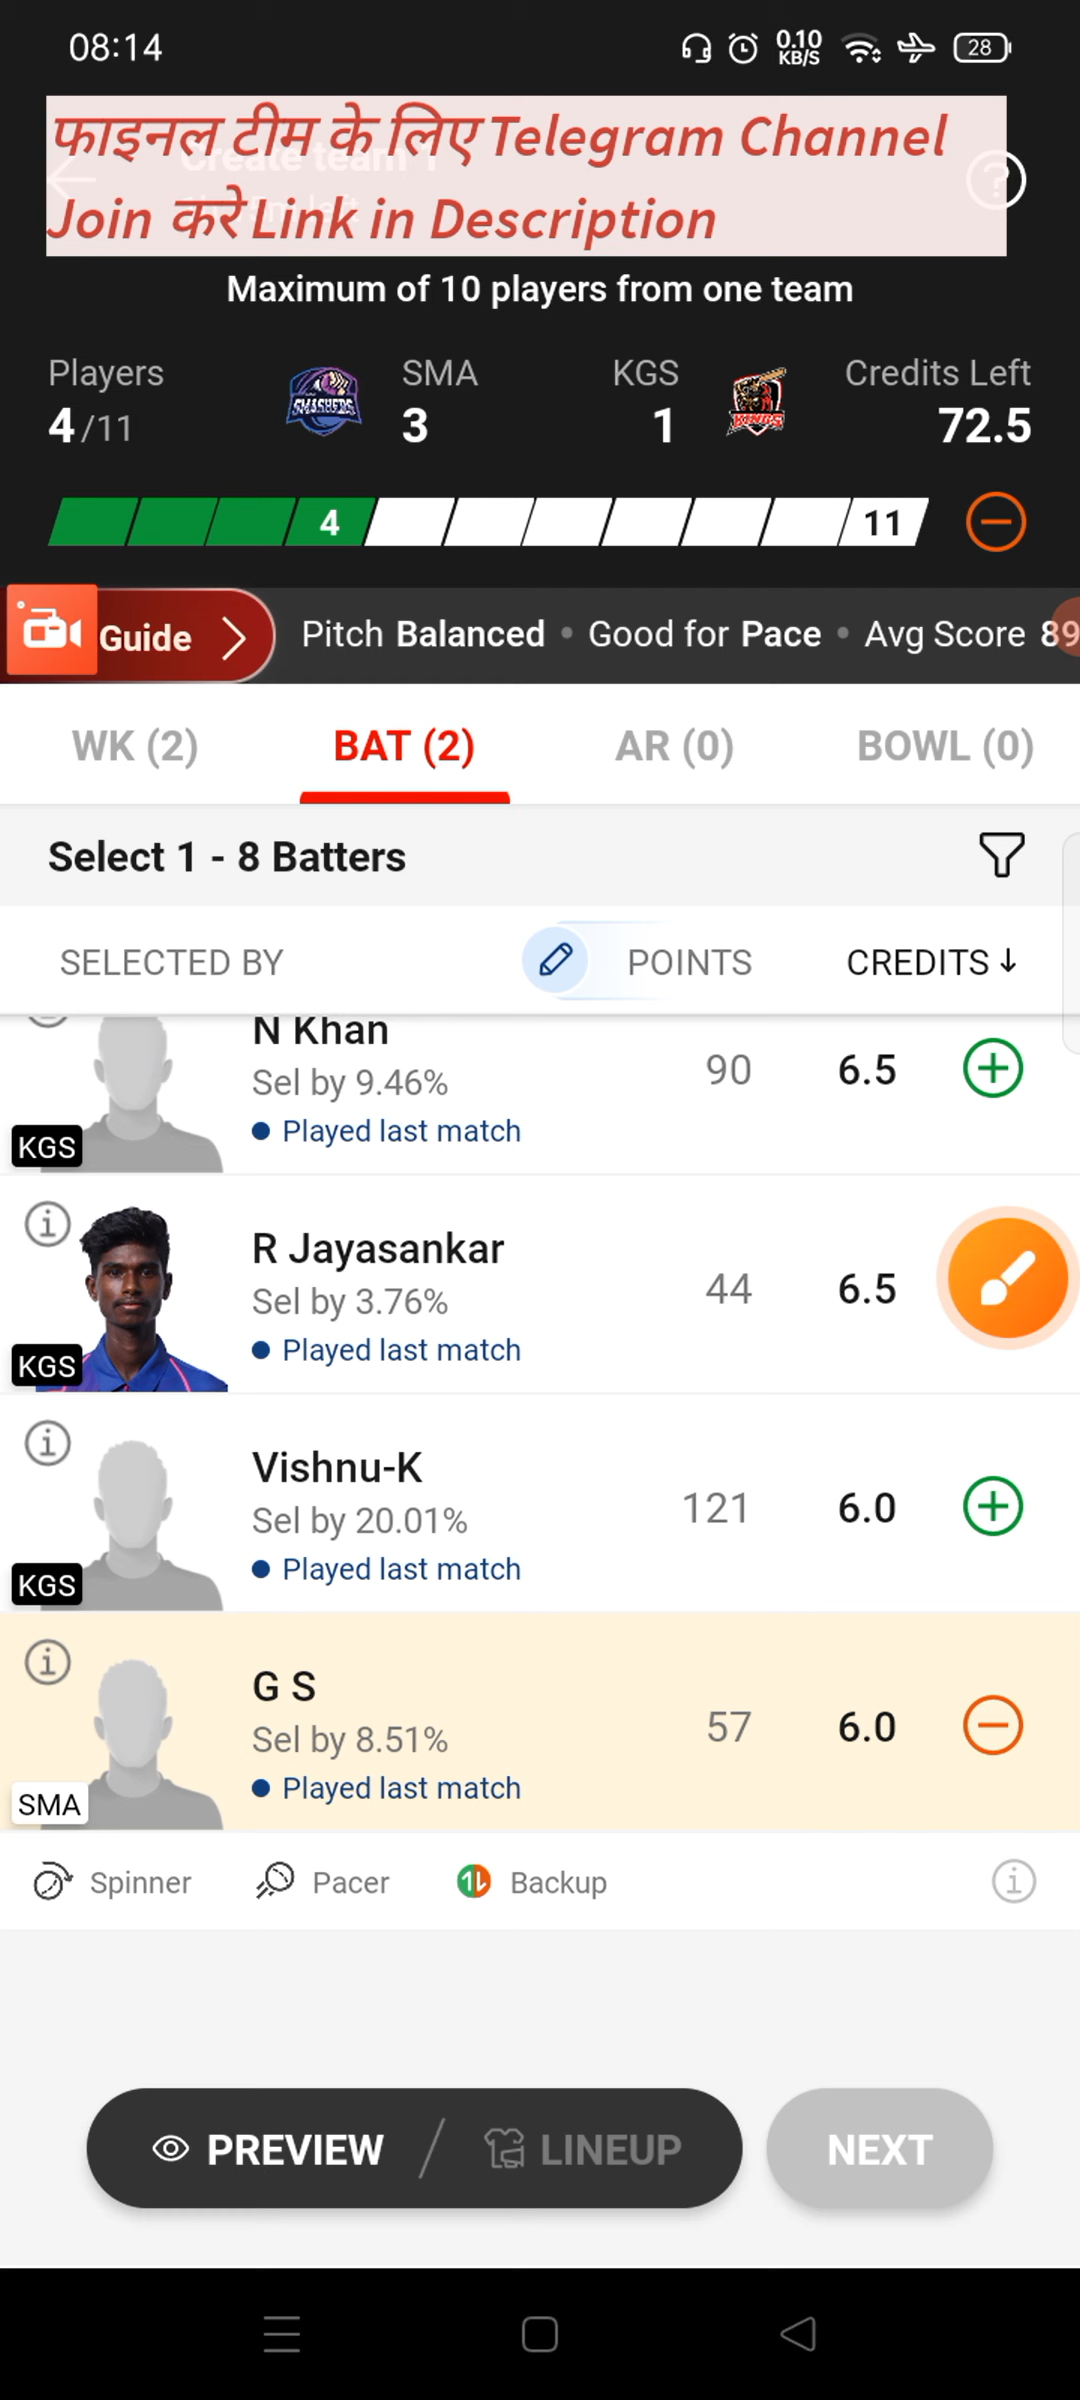 08:14
0.10
KB/S
28
फाइनल टीम के लिए Telegram Channel
Create team 1
Join करे Link in Description
Maximum of 10 players from one team
Players
SMA
KGS
Credits Left
4/11
SMASHERS
3
1
KINGS
72.5
4
11
Guide
Pitch Balanced • Good for Pace • Avg Score 89
WK (2)
BAT (2)
AR (0)
BOWL (0)
Select 1 - 8 Batters
SELECTED BY
POINTS
CREDITS ↓
N Khan
Sel by 9.46%
90
6.5
• Played last match
KGS
R Jayasankar
Sel by 3.76%
44
6.5
• Played last match
KGS
Vishnu-K
Sel by 20.01%
121
6.0
• Played last match
KGS
G S
Sel by 8.51%
57
6.0
• Played last match
SMA
Spinner
Pacer
Backup
PREVIEW
LINEUP
NEXT